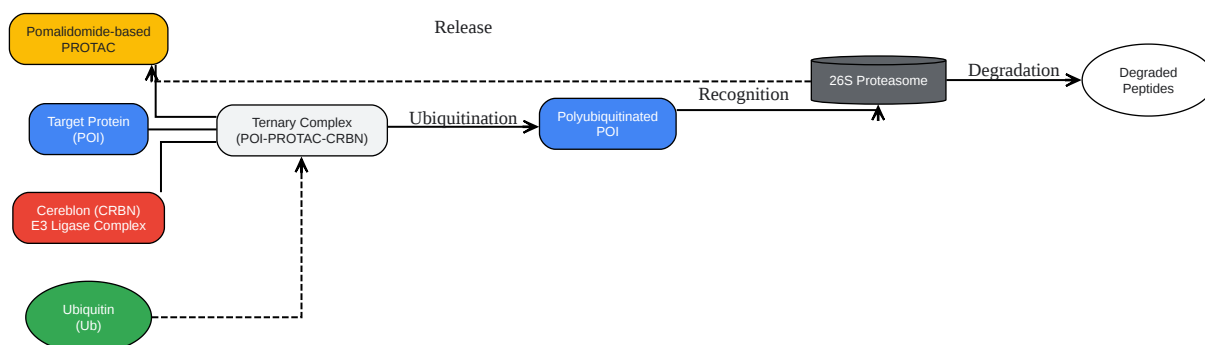 Pomalidomide-based
PROTAC
Release
Target Protein
(POI)
Ternary Complex
(POI-PROTAC-CRBN)
Ubiquitination
Polyubiquitinated
POI
Recognition
26S Proteasome
Degradation
Degraded
Peptides
Cereblon (CRBN)
E3 Ligase Complex
Ubiquitin
(Ub)